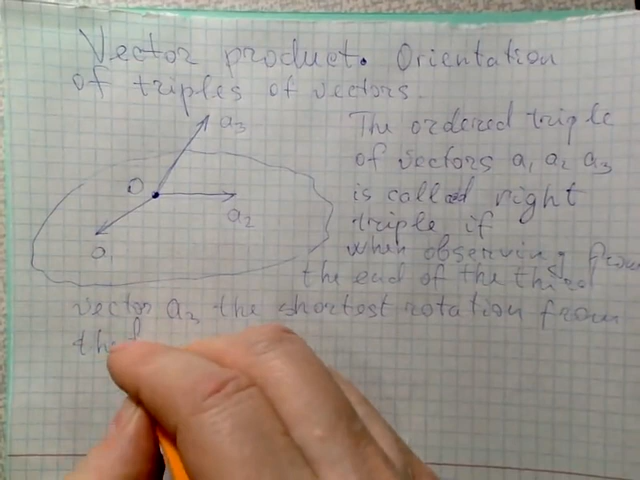 Vector product. Orientation
of triples of vectors.
a3
O
a2
a1
The ordered triple
of vectors a1 a2 a3
is called right
triple if
when observing from
the end of the third
vector a3 the shortest rotation from
the